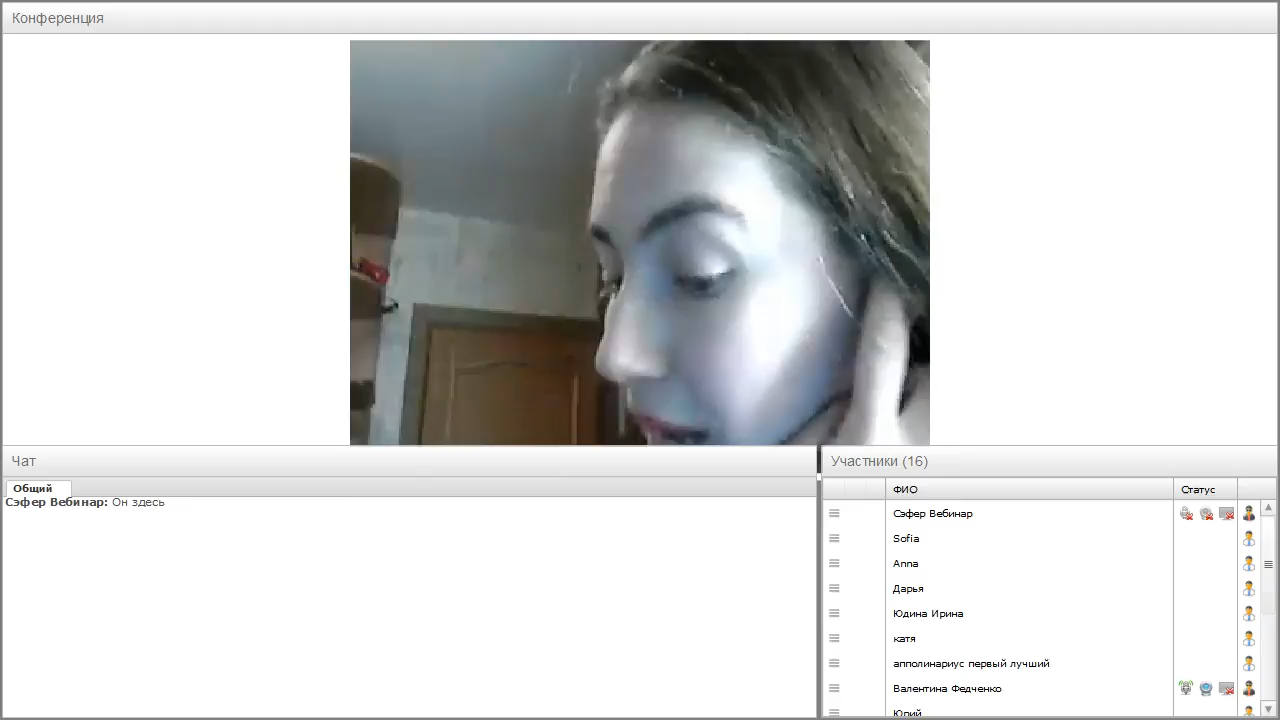 Конференция
Чат
Участники (16)
Общий
Сэфер Вебинар: Он здесь
ФИО Статус
Сэфер Вебинар
Sofia
Anna
Дарья
Юдина Ирина
катя
апполинариус первый лучший
Валентина Федченко
Юрий